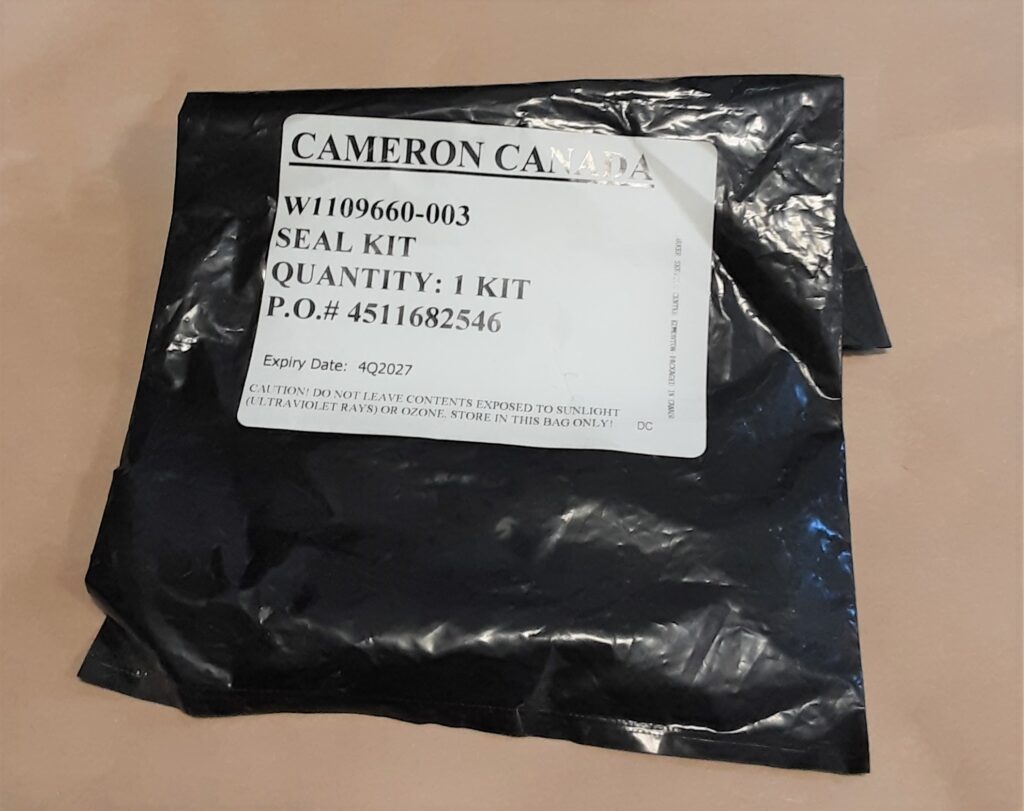 CAMERON CANADA
W1109660-003
SEAL KIT
QUANTITY: 1 KIT
P.O.# 4511682546
Expiry Date: 4Q2027
CAUTION! DO NOT LEAVE CONTENTS EXPOSED TO SUNLIGHT
(ULTRAVIOLET RAYS) OR OZONE. STORE IN THIS BAG ONLY!
DC